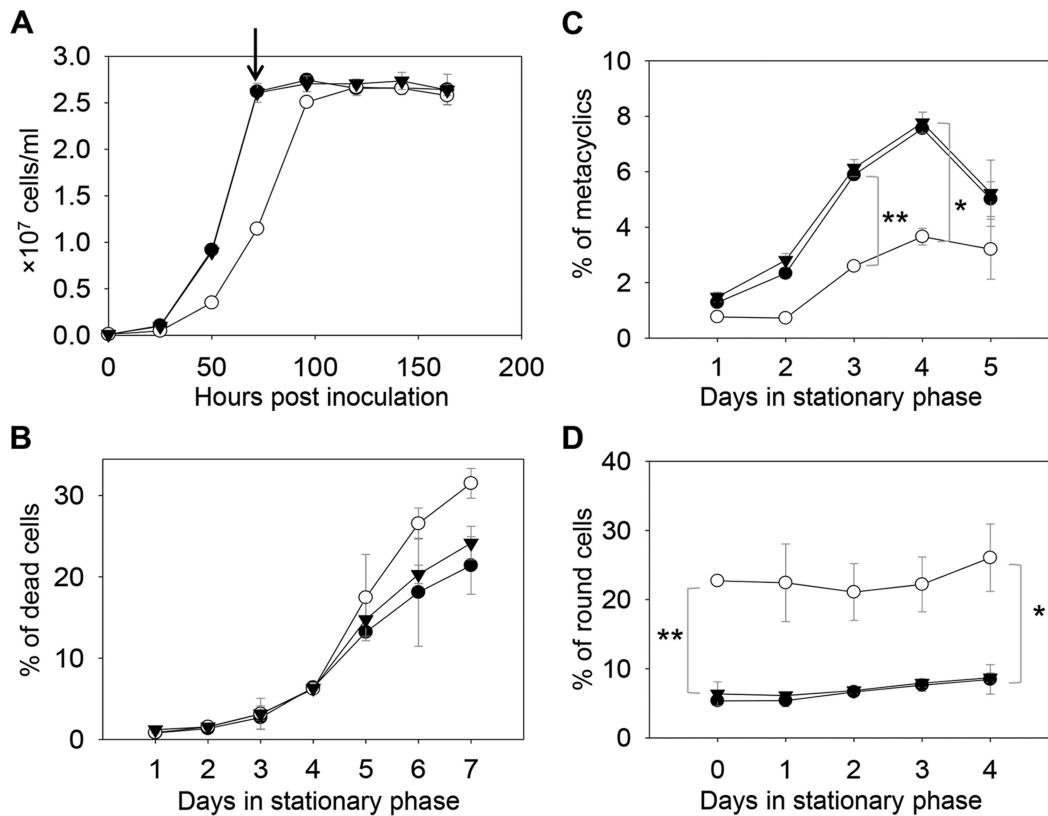 A
3.0
2.5
2.0
1.5
1.0
0.5
0.0
×10⁷ cells/ml
0 50 100 150 200
Hours post inoculation
B
30
20
10
0
% of dead cells
1 2 3 4 5 6 7
Days in stationary phase
C
10
8
6
4
2
0
% of metacyclics
** *
1 2 3 4 5
Days in stationary phase
D
40
30
20
10
0
% of round cells
** *
0 1 2 3 4
Days in stationary phase